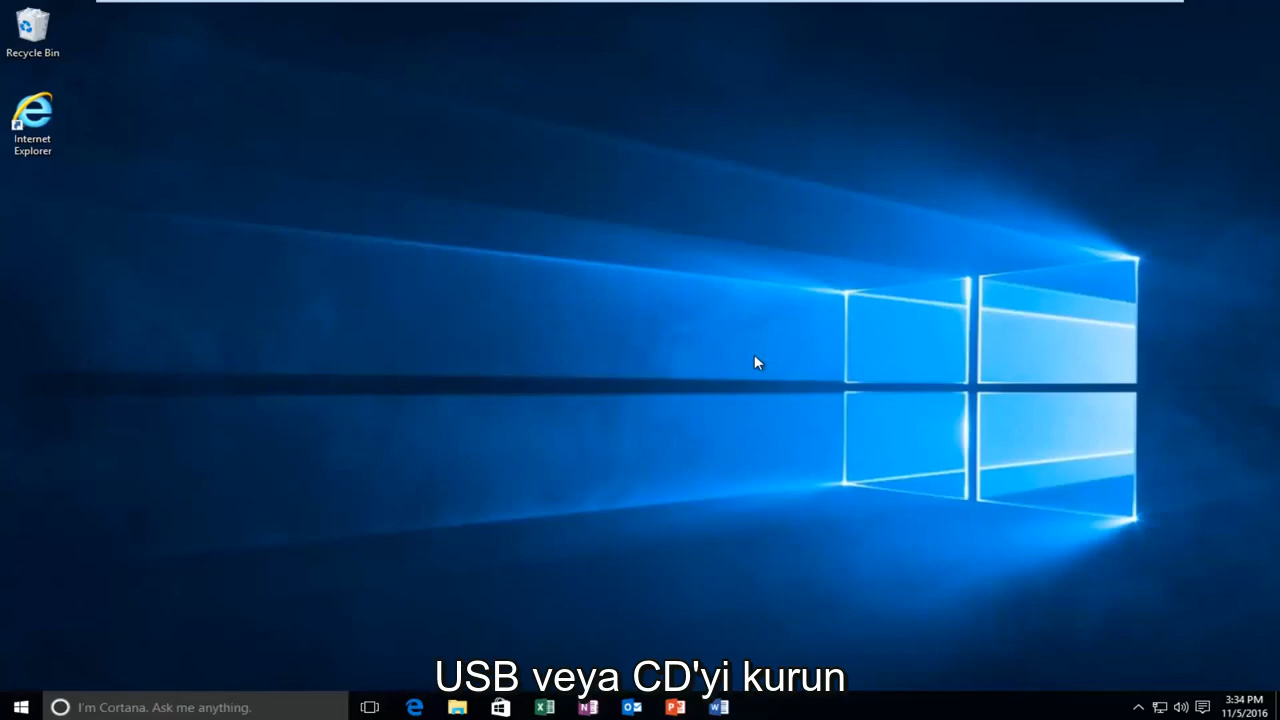 Recycle Bin
Internet
Explorer
USB veya CD'yi kurun
I'm Cortana. Ask me anything.
3:34 PM
11/5/2016